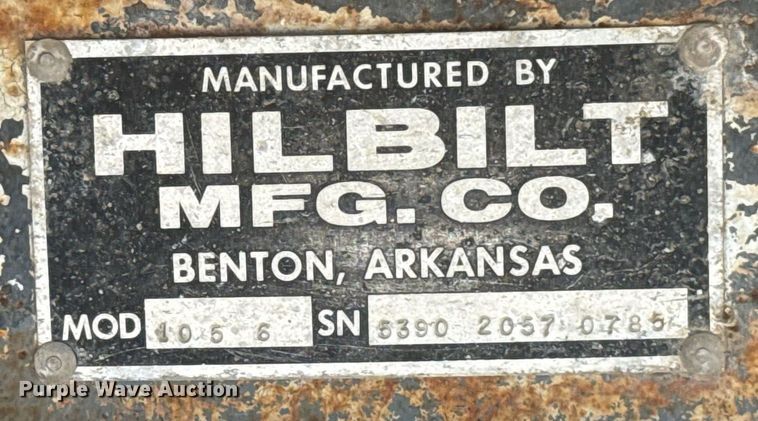 MANUFACTURED BY
HILBILT
MFG. CO.
BENTON, ARKANSAS
MOD 105 6 SN 5390 2057 0785
Purple Wave Auction